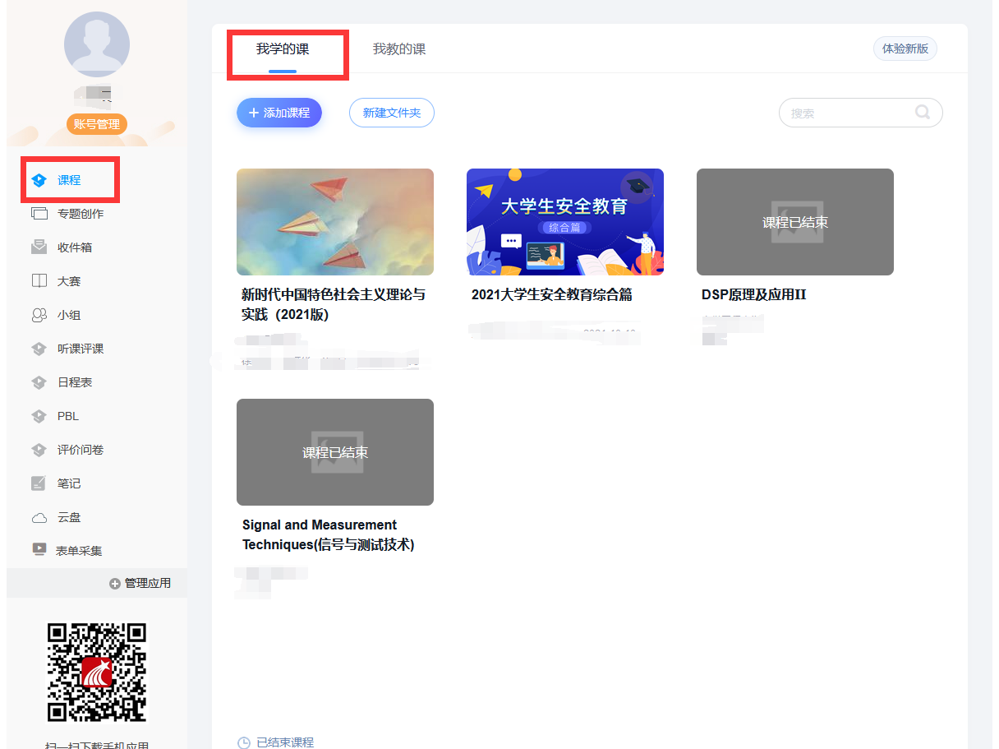 我学的课
我教的课
体验新版
账号管理
添加课程
新建文件夹
搜索
课程
专题创作
收件箱
大赛
小组
听课评课
日程表
PBL
评价问卷
笔记
云盘
表单采集
管理应用
扫一扫下载手机应用
大学生安全教育
综合篇
课程已结束
新时代中国特色社会主义理论与
实践（2021版）
2021大学生安全教育综合篇
DSP原理及应用II
课程已结束
Signal and Measurement
Techniques(信号与测试技术)
已结束课程